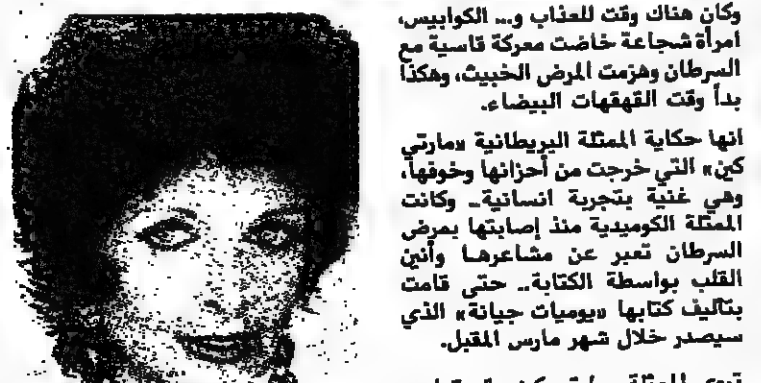 وكان هناك وقت للعذاب و... الكوابيس،
امرأة شجاعة خاضت معركة قاسية مع
السرطان وهزمت المرض الخبيث، وهكذا
بدأ وقت القهقهات البيضاء.
انها حكاية الممثلة البريطانية «مارتي
كين» التي خرجت من أحزانها وخوفها،
وهي غنية بتجربة انسانية.. وكانت
الممثلة الكوميدية منذ إصابتها بمرض
السرطان تعبر عن مشاعرها وأنين
القلب بواسطة الكتابة.. حتى قامت
بتأليف كتابها «يوميات جبانة» الذي
سيصدر خلال شهر مارس المقبل.